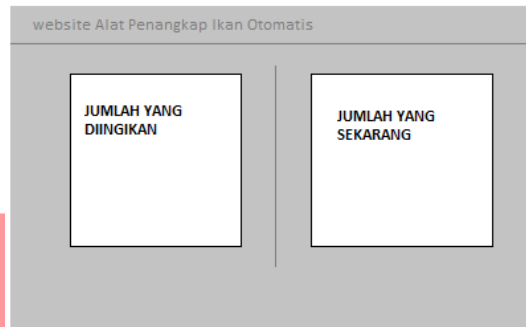 website Alat Penangkap Ikan Otomatis
JUMLAH YANG
DIINGIKAN
JUMLAH YANG
SEKARANG